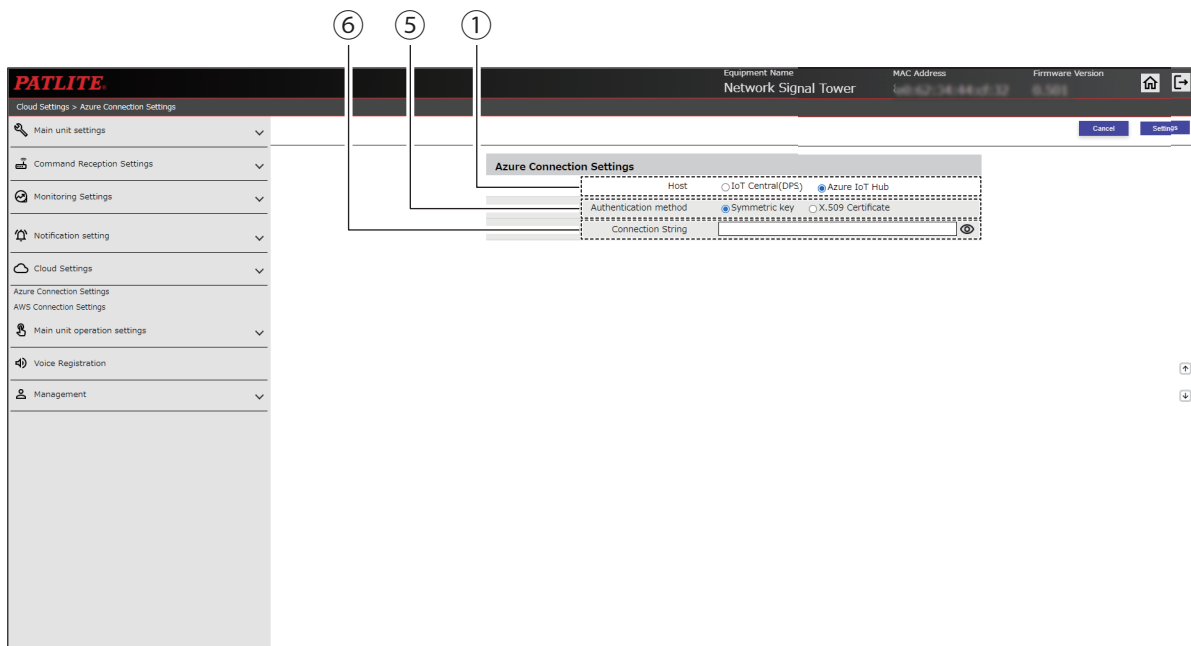 ⑥ ⑤ ①
PATLITE
Equipment Name MAC Address Firmware Version
Network Signal Tower
Cloud Settings > Azure Connection Settings
Main unit settings
Cancel Settings
Command Reception Settings
Azure Connection Settings
Host IoT Central(DPS) Azure IoT Hub
Monitoring Settings
Authentication method Symmetric key X.509 Certificate
Connection String
Notification setting
Cloud Settings
Azure Connection Settings
AWS Connection Settings
Main unit operation settings
Voice Registration
Management